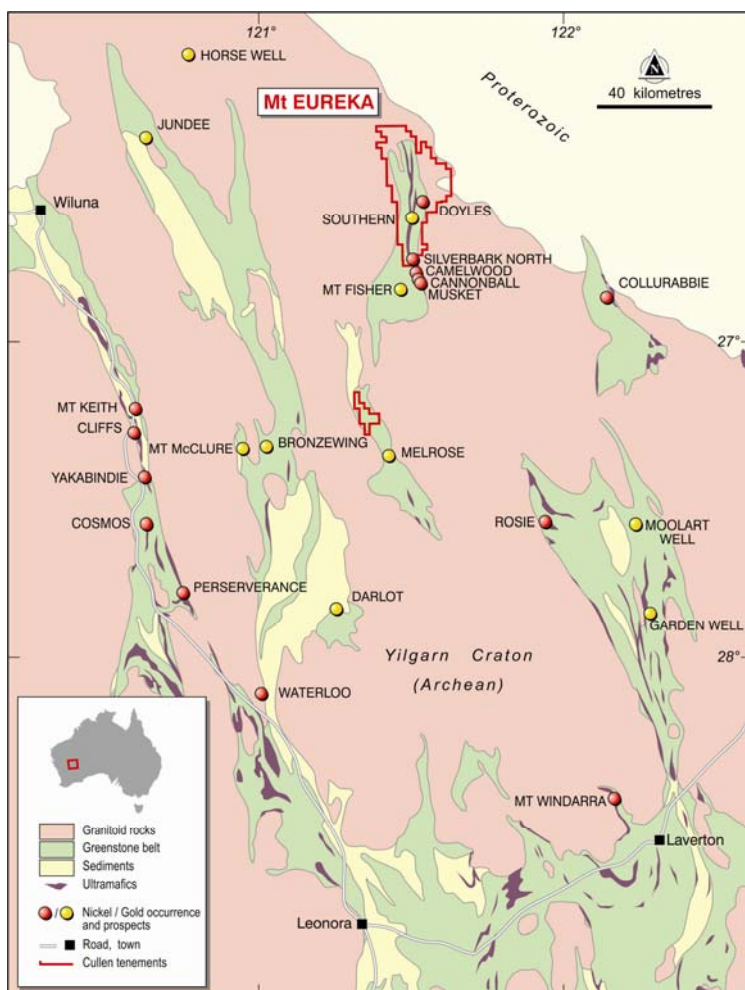 121°
122°
HORSE WELL
N
40 kilometres
Mt EUREKA
Proterozoic
JUNDEE
Wiluna
DOYLES
SOUTHERN
SILVERBARK NORTH
CAMELWOOD
CANNONBALL
MUSKET
MT FISHER
COLLURABBIE
27°
MT KEITH
CLIFFS
MT McCLURE
BRONZEWING
MELROSE
YAKABINDIE
COSMOS
ROSIE
MOOLART
WELL
PERSERVERANCE
DARLOT
GARDEN WELL
Yilgarn Craton
(Archean)
28°
WATERLOO
MT WINDARRA
Laverton
Leonora
Granitoid rocks
Greenstone belt
Sediments
Ultramafics
Nickel / Gold occurrence
and prospects
Road, town
Cullen tenements